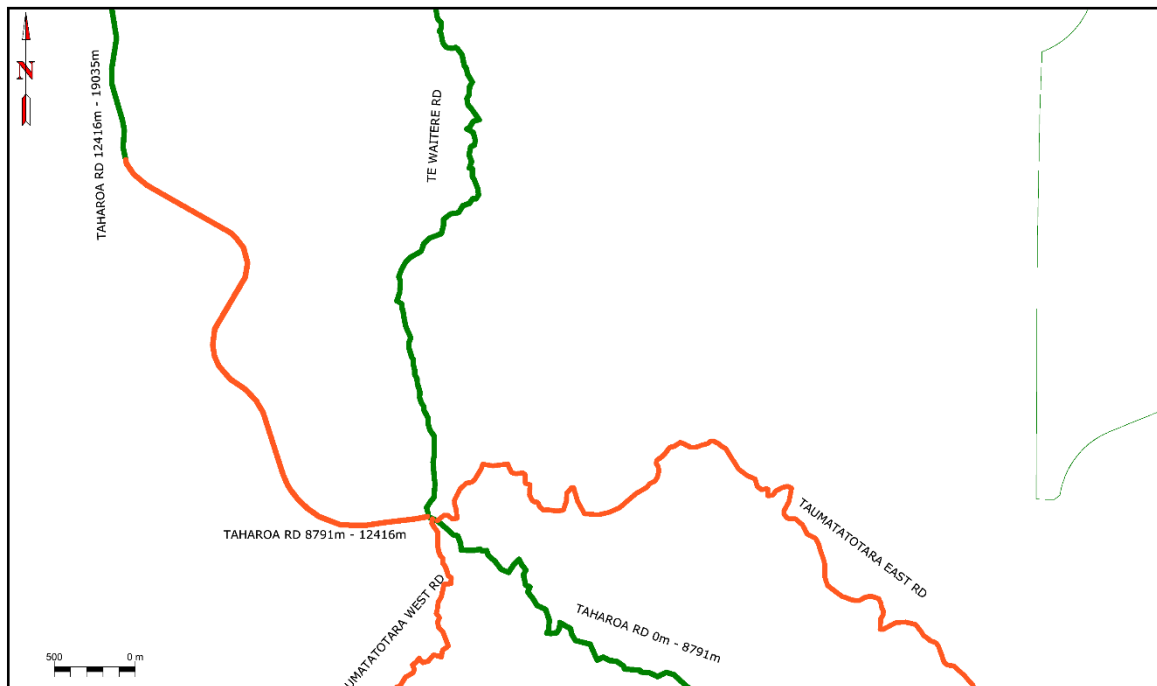 N
TAHAROA RD 12416m - 19035m
TE WAITERE RD
TAHAROA RD 8791m - 12416m
TAUMATATOTARA EAST RD
UMATATOTARA WEST RD
TAHAROA RD 0m - 8791m
500 0 m